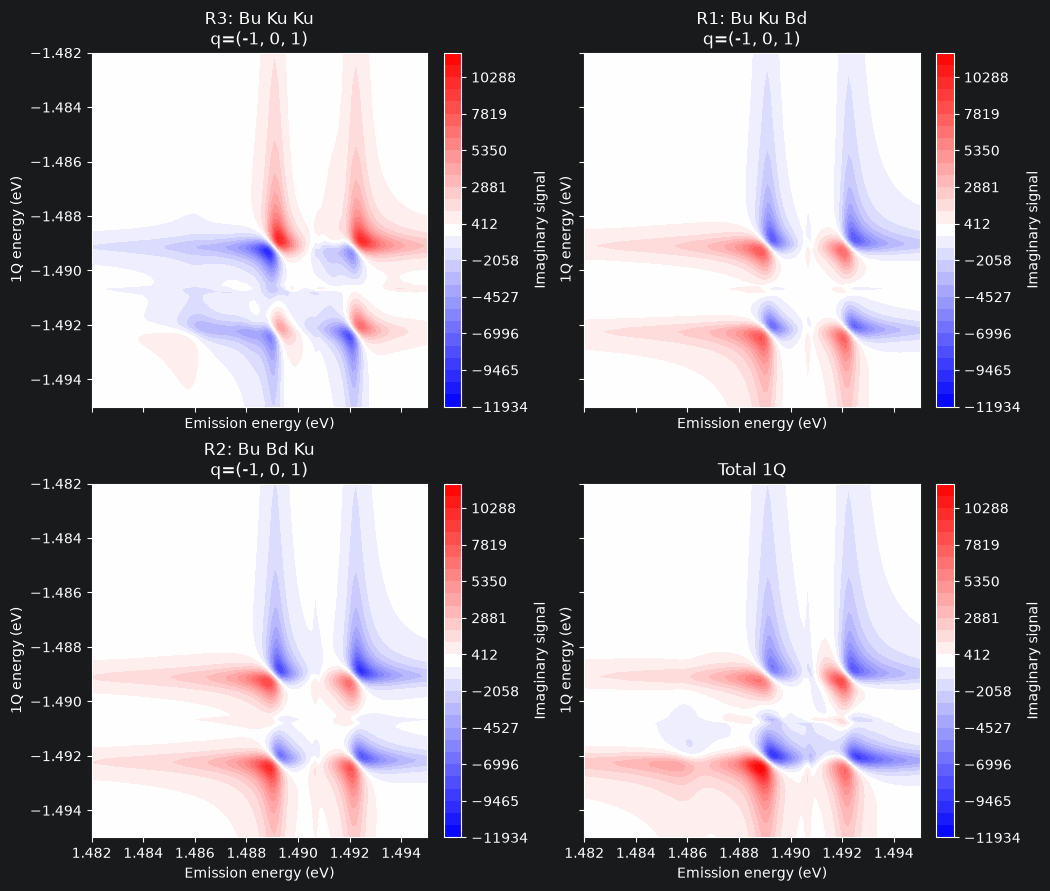 R3: Bu Ku Ku
q=(-1, 0, 1)
−1.482
−1.484
−1.486
−1.488
−1.490
−1.492
−1.494
1Q energy (eV)
Emission energy (eV)
10288
7819
5350
2881
412
−2058
−4527
−6996
−9465
−11934
Imaginary signal
R1: Bu Ku Bd
q=(-1, 0, 1)
1Q energy (eV)
Emission energy (eV)
10288
7819
5350
2881
412
−2058
−4527
−6996
−9465
−11934
Imaginary signal
R2: Bu Bd Ku
q=(-1, 0, 1)
−1.482
−1.484
−1.486
−1.488
−1.490
−1.492
−1.494
1Q energy (eV)
1.482 1.484 1.486 1.488 1.490 1.492 1.494
Emission energy (eV)
10288
7819
5350
2881
412
−2058
−4527
−6996
−9465
−11934
Imaginary signal
Total 1Q
1Q energy (eV)
1.482 1.484 1.486 1.488 1.490 1.492 1.494
Emission energy (eV)
10288
7819
5350
2881
412
−2058
−4527
−6996
−9465
−11934
Imaginary signal